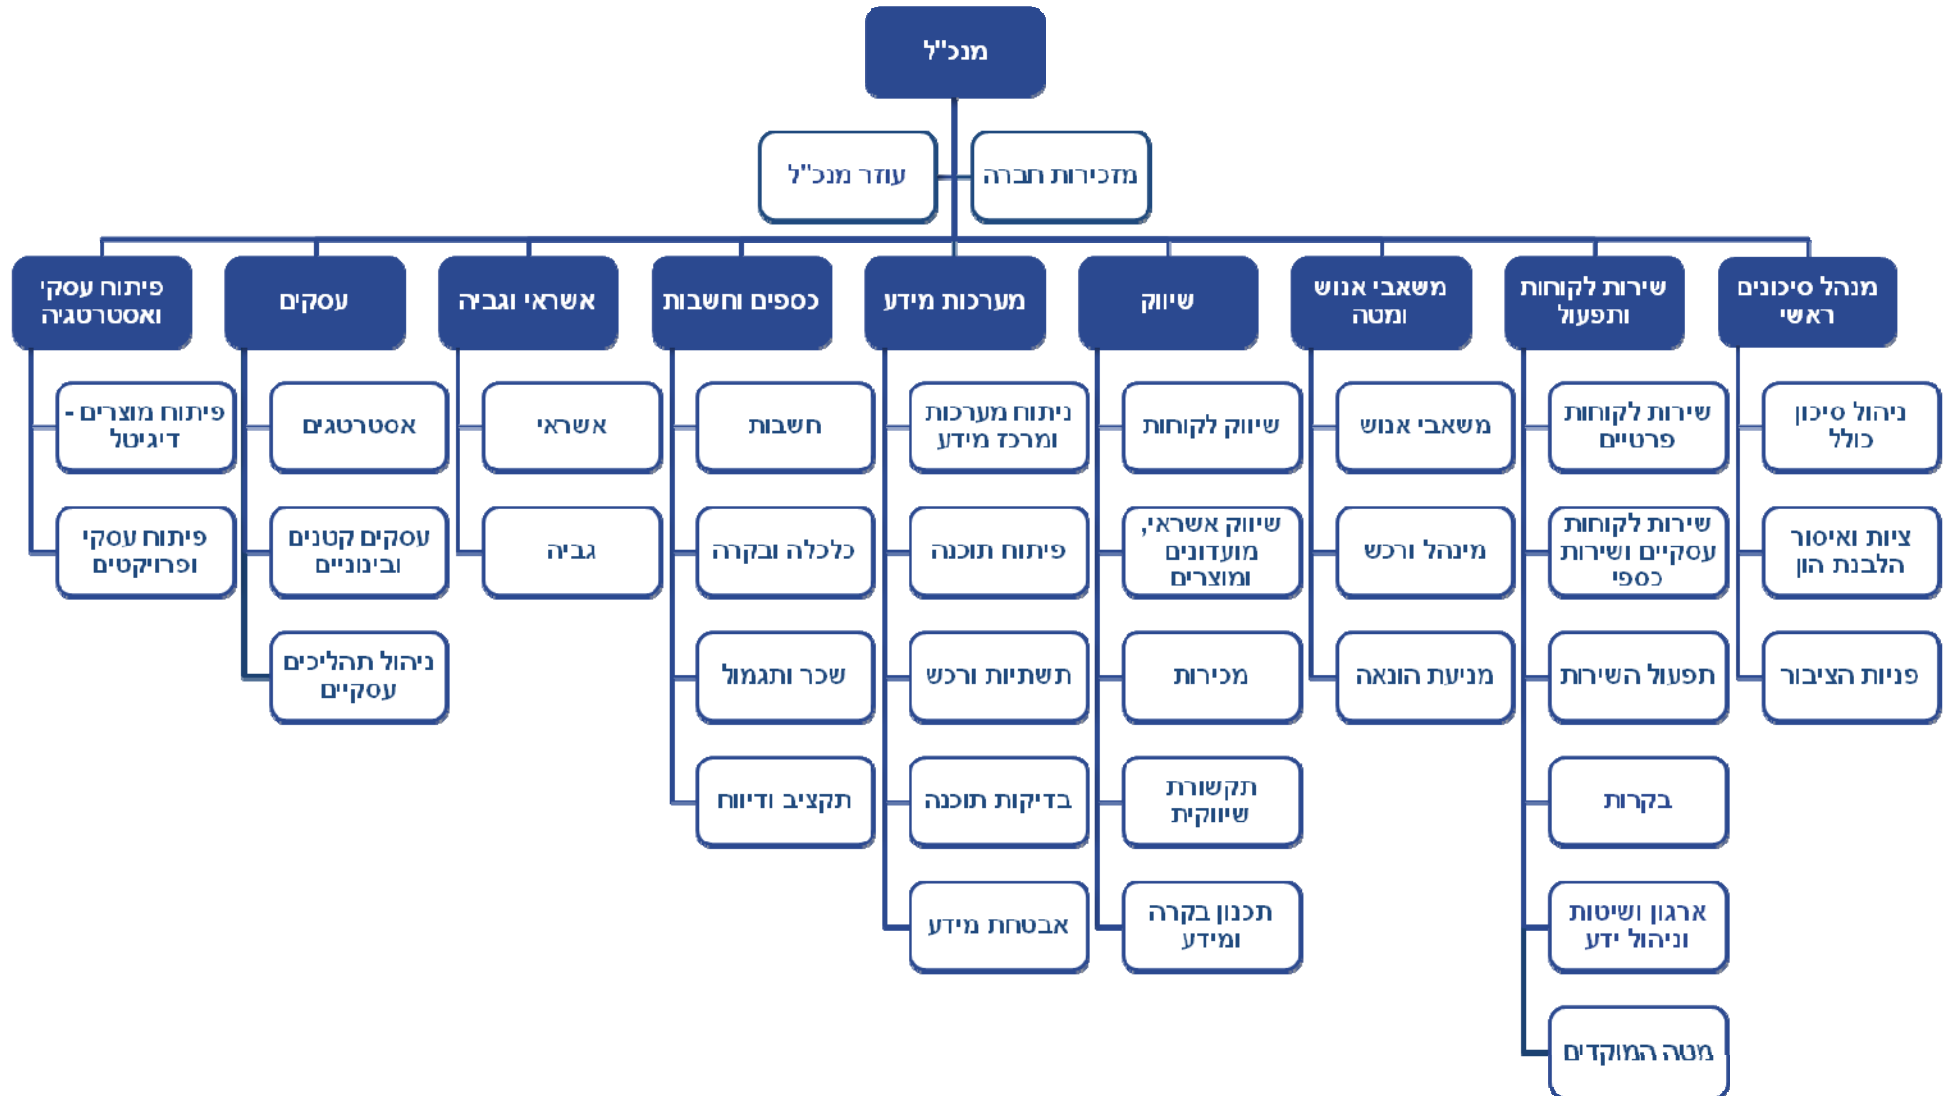 מנכ"ל
מזכירות חברה
עוזר מנכ"ל
מנהל סיכונים
ראשי
ניהול סיכון
כולל
ציות ואיסור
הלבנת הון
פניות הציבור
שירות לקוחות
ותפעול
שירות לקוחות
פרטיים
שירות לקוחות
עסקיים ושירות
כספי
תפעול השירות
בקרות
ארגון ושיטות
וניהול ידע
מטה המוקדים
משאבי אנוש
ומטה
משאבי אנוש
מינהל ורכש
מניעת הונאה
שיווק
שיווק לקוחות
שיווק אשראי,
מועדונים
ומוצרים
מכירות
תקשורת
שיווקית
תכנון בקרה
ומידע
מערכות מידע
ניתוח מערכות
ומרכז מידע
פיתוח תוכנה
תשתיות ורכש
בדיקות תוכנה
אבטחת מידע
כספים וחשבות
חשבות
כלכלה ובקרה
שכר ותגמול
תקציב ודיווח
אשראי וגביה
אשראי
גביה
עסקים
אסטרטגים
עסקים קטנים
ובינוניים
ניהול תהליכים
עסקיים
פיתוח עסקי
ואסטרטגיה
פיתוח מוצרים -
דיגיטל
פיתוח עסקי
ופרויקטים